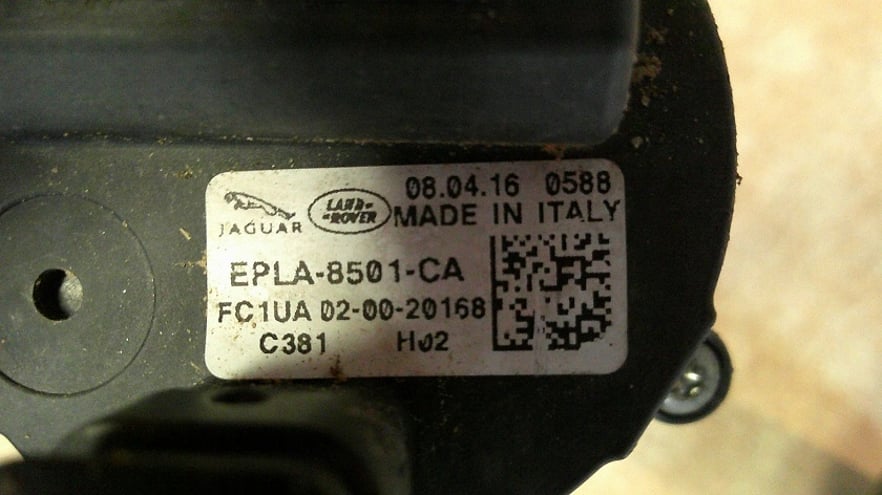 08.04.16 0588
JAGUAR
LAND-
-ROVER
MADE IN ITALY
EPLA-8501-CA
FC1UA 02-00-20168
C381 H02